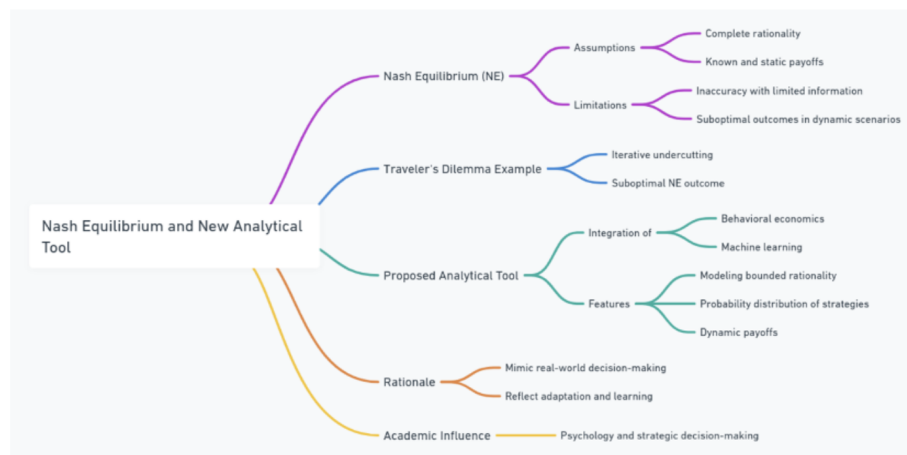 Nash Equilibrium and New Analytical
Tool
Nash Equilibrium (NE)
Assumptions
Complete rationality
Known and static payoffs
Limitations
Inaccuracy with limited information
Suboptimal outcomes in dynamic scenarios
Traveler's Dilemma Example
Iterative undercutting
Suboptimal NE outcome
Proposed Analytical Tool
Integration of
Behavioral economics
Machine learning
Features
Modeling bounded rationality
Probability distribution of strategies
Dynamic payoffs
Rationale
Mimic real-world decision-making
Reflect adaptation and learning
Academic Influence
Psychology and strategic decision-making